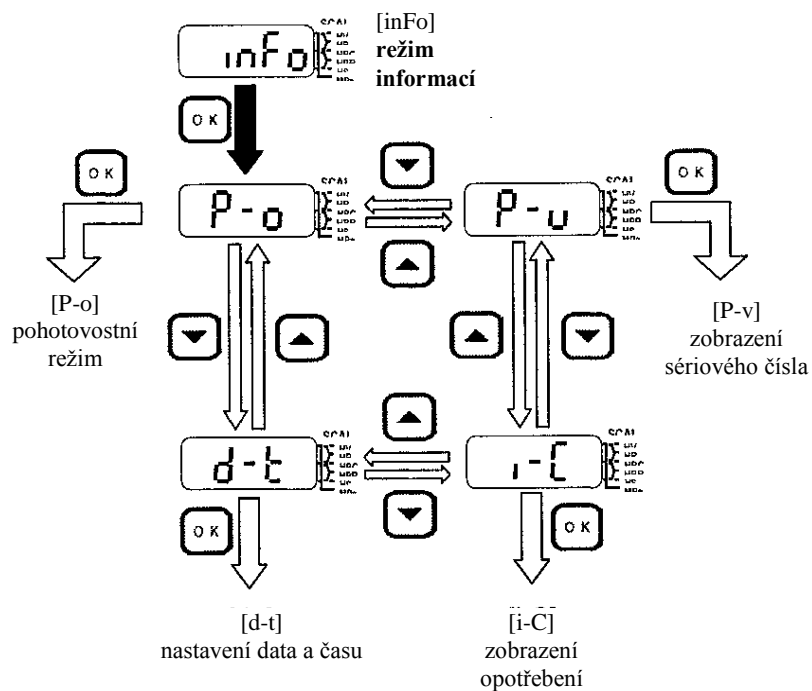 [inFo]
režim
informací
inFo
OK
OK
OK
P-o
P-v
[P-o]
pohotovostní
režim
[P-v]
zobrazení
sériového čísla
d-t
i-C
OK
OK
[d-t]
nastavení data a času
[i-C]
zobrazení
opotřebení